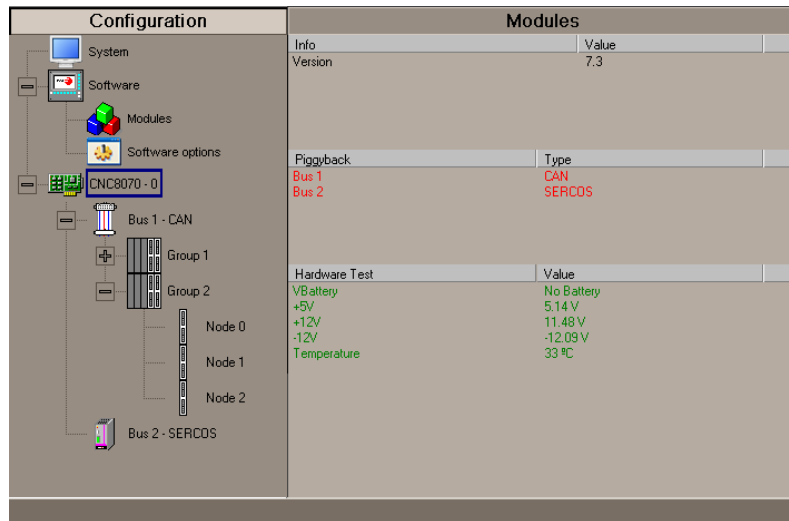 Configuration
System
Software
Modules
Software options
CNC8070 - 0
Bus 1 - CAN
Group 1
Group 2
Node 0
Node 1
Node 2
Bus 2 - SERCOS
Modules
Info Value
Version 7.3
Piggyback Type
Bus 1 CAN
Bus 2 SERCOS
Hardware Test Value
VBattery No Battery
+5V 5.14 V
+12V 11.48 V
-12V -12.09 V
Temperature 33 ºC